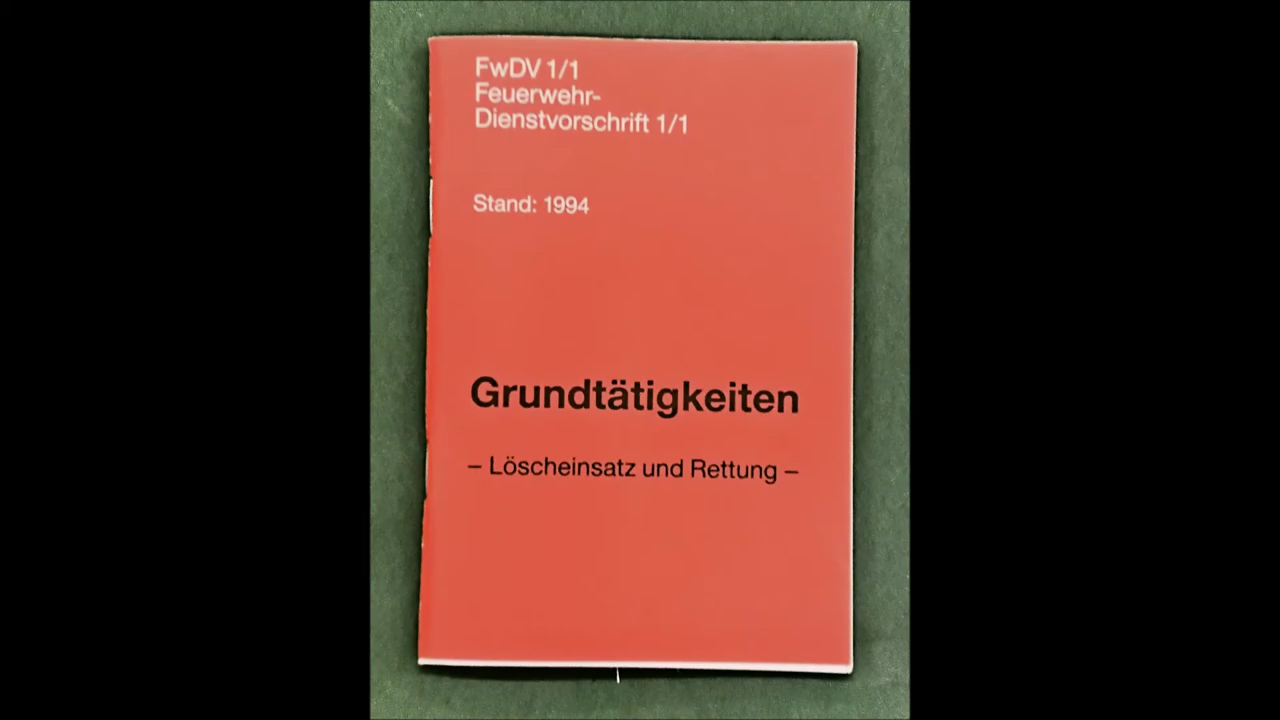 FwDV 1/1
Feuerwehr-
Dienstvorschrift 1/1
Stand: 1994
Grundtätigkeiten
– Löscheinsatz und Rettung –